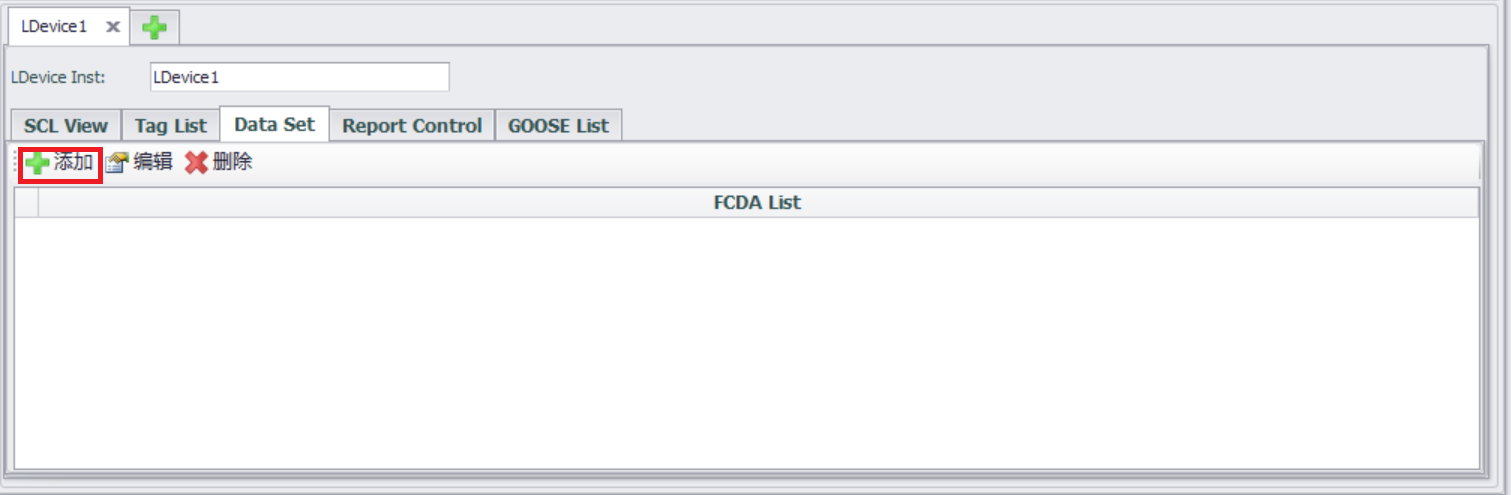 LDevice1
LDevice Inst: LDevice1
SCL View Tag List Data Set Report Control GOOSE List
添加 编辑 删除
FCDA List